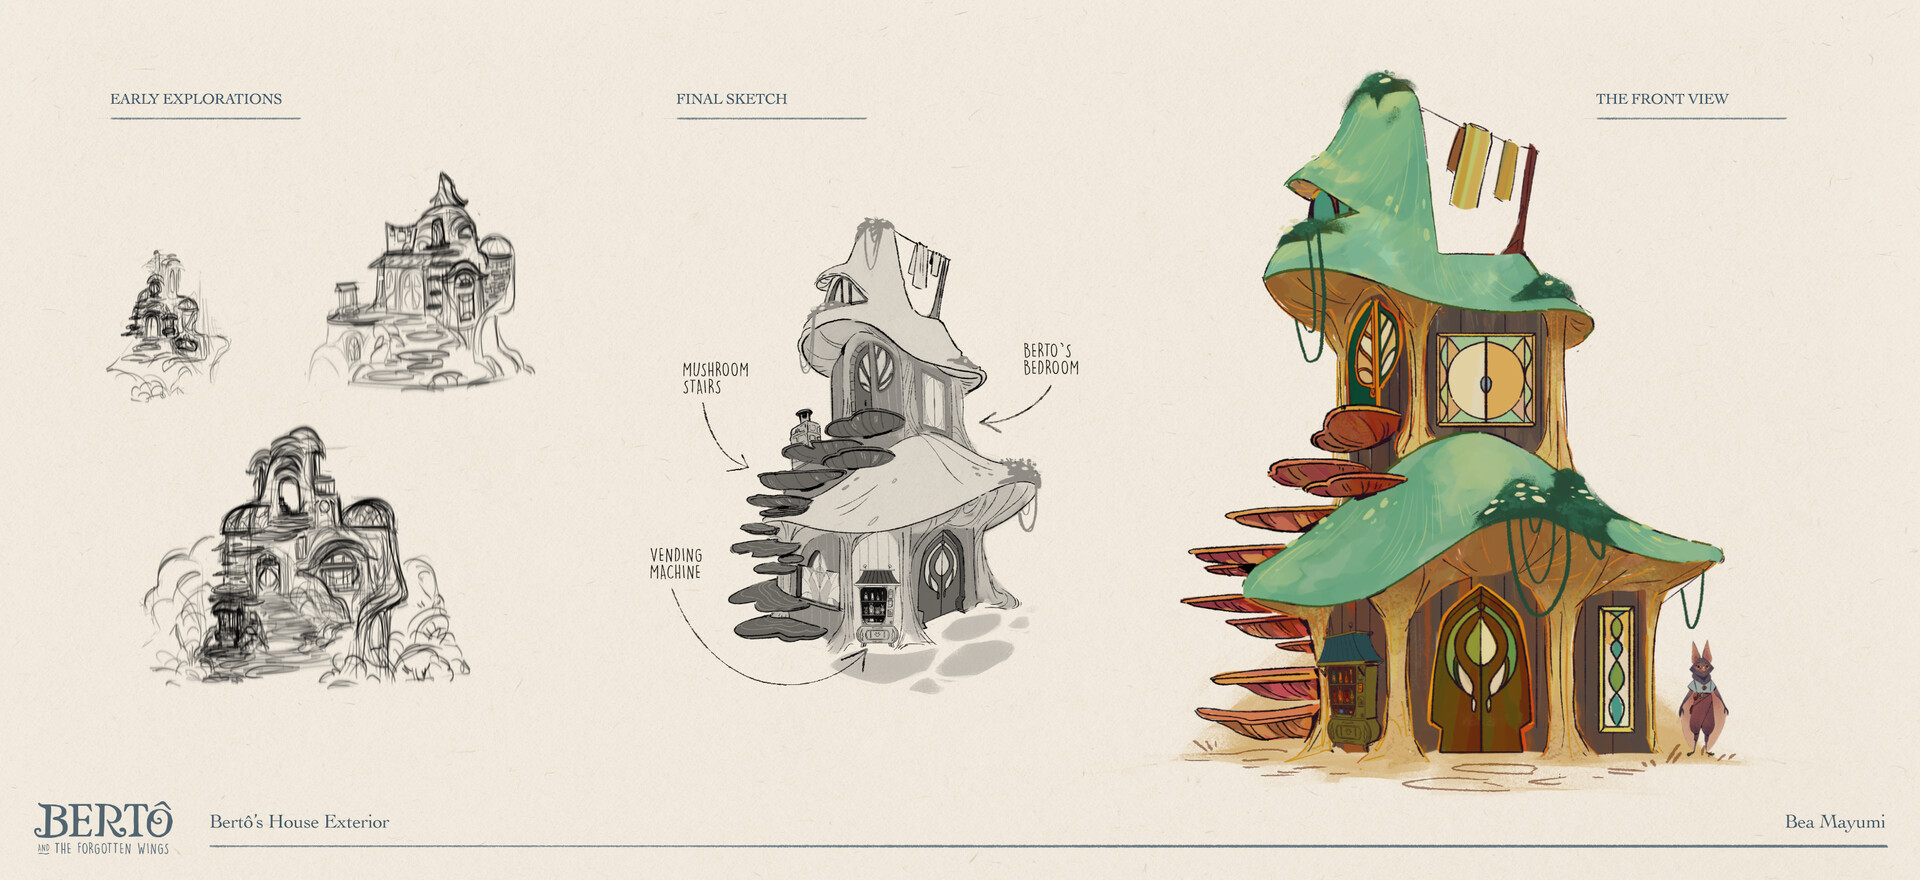 EARLY EXPLORATIONS
FINAL SKETCH
THE FRONT VIEW
MUSHROOM
STAIRS
BERTO`S
BEDROOM
VENDING
MACHINE
BERTÔ
AND THE FORGOTTEN WINGS
Bertô's House Exterior
Bea Mayumi